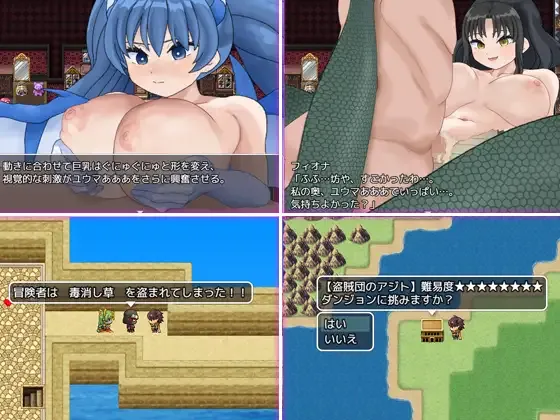 動きに合わせて巨乳はぐにゅぐにゅと形を変え、
視覚的な刺激がユウマあああをさらに興奮させる。
フィオナ
「ふふ…坊や、すごかったわ…。
私の奥、ユウマあああでいっぱい…。
気持ちよかった？」
冒険者は　毒消し草　を盗まれてしまった！！
【盗賊団のアジト】難易度★★★★★★★★
ダンジョンに挑みますか？
はい
いいえ